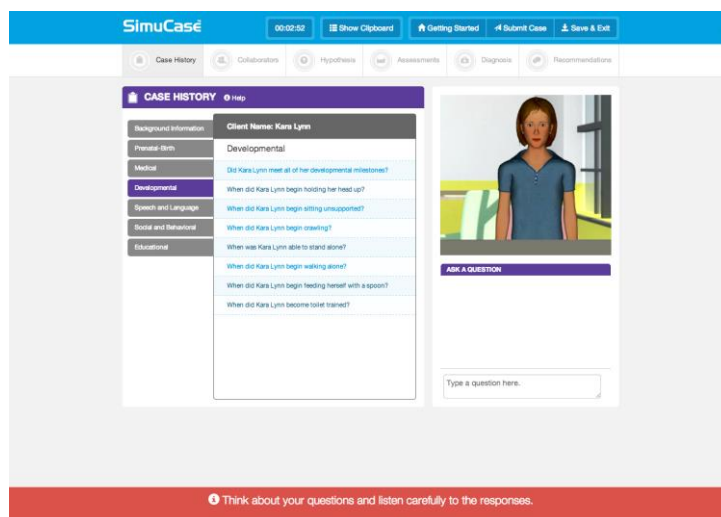 SimuCase
00:02:52
Show Clipboard
Getting Started
Submit Case
Save & Exit
Case History
Collaborators
Hypothesis
Assessments
Diagnosis
Recommendations
CASE HISTORY Help
Background Information
Prenatal-Birth
Medical
Developmental
Speech and Language
Social and Behavioral
Educational
Client Name: Kara Lynn
Developmental
Did Kara Lynn meet all of her developmental milestones?
When did Kara Lynn begin holding her head up?
When did Kara Lynn begin sitting unsupported?
When did Kara Lynn begin crawling?
When was Kara Lynn able to stand alone?
When did Kara Lynn begin walking alone?
When did Kara Lynn begin feeding herself with a spoon?
When did Kara Lynn become toilet trained?
ASK A QUESTION
Type a question here.
Think about your questions and listen carefully to the responses.